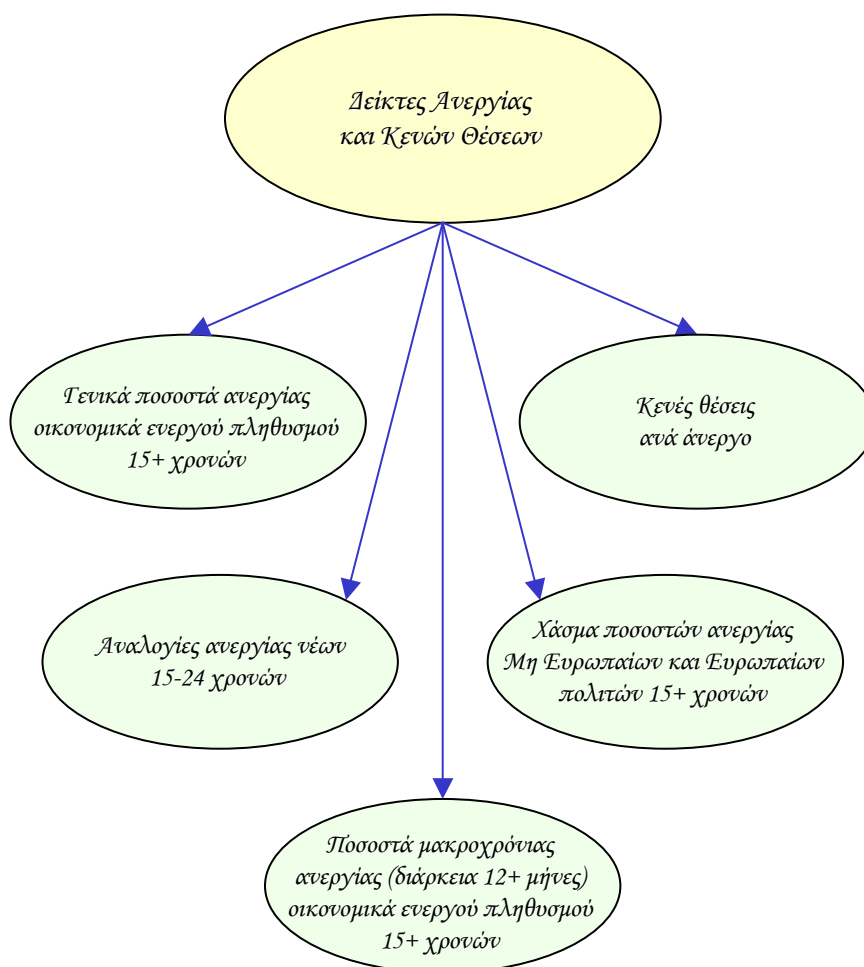 Δείκτες Ανεργίας
και Κενών Θέσεων
Γενικά ποσοστά ανεργίας
οικονομικά ενεργού πληθυσμού
15+ χρονών
Κενές θέσεις
ανά άνεργο
Αναλογίες ανεργίας νέων
15-24 χρονών
Χάσμα ποσοστών ανεργίας
Μη Ευρωπαίων και Ευρωπαίων
πολιτών 15+ χρονών
Ποσοστά μακροχρόνιας
ανεργίας (διάρκεια 12+ μήνες)
οικονομικά ενεργού πληθυσμού
15+ χρονών